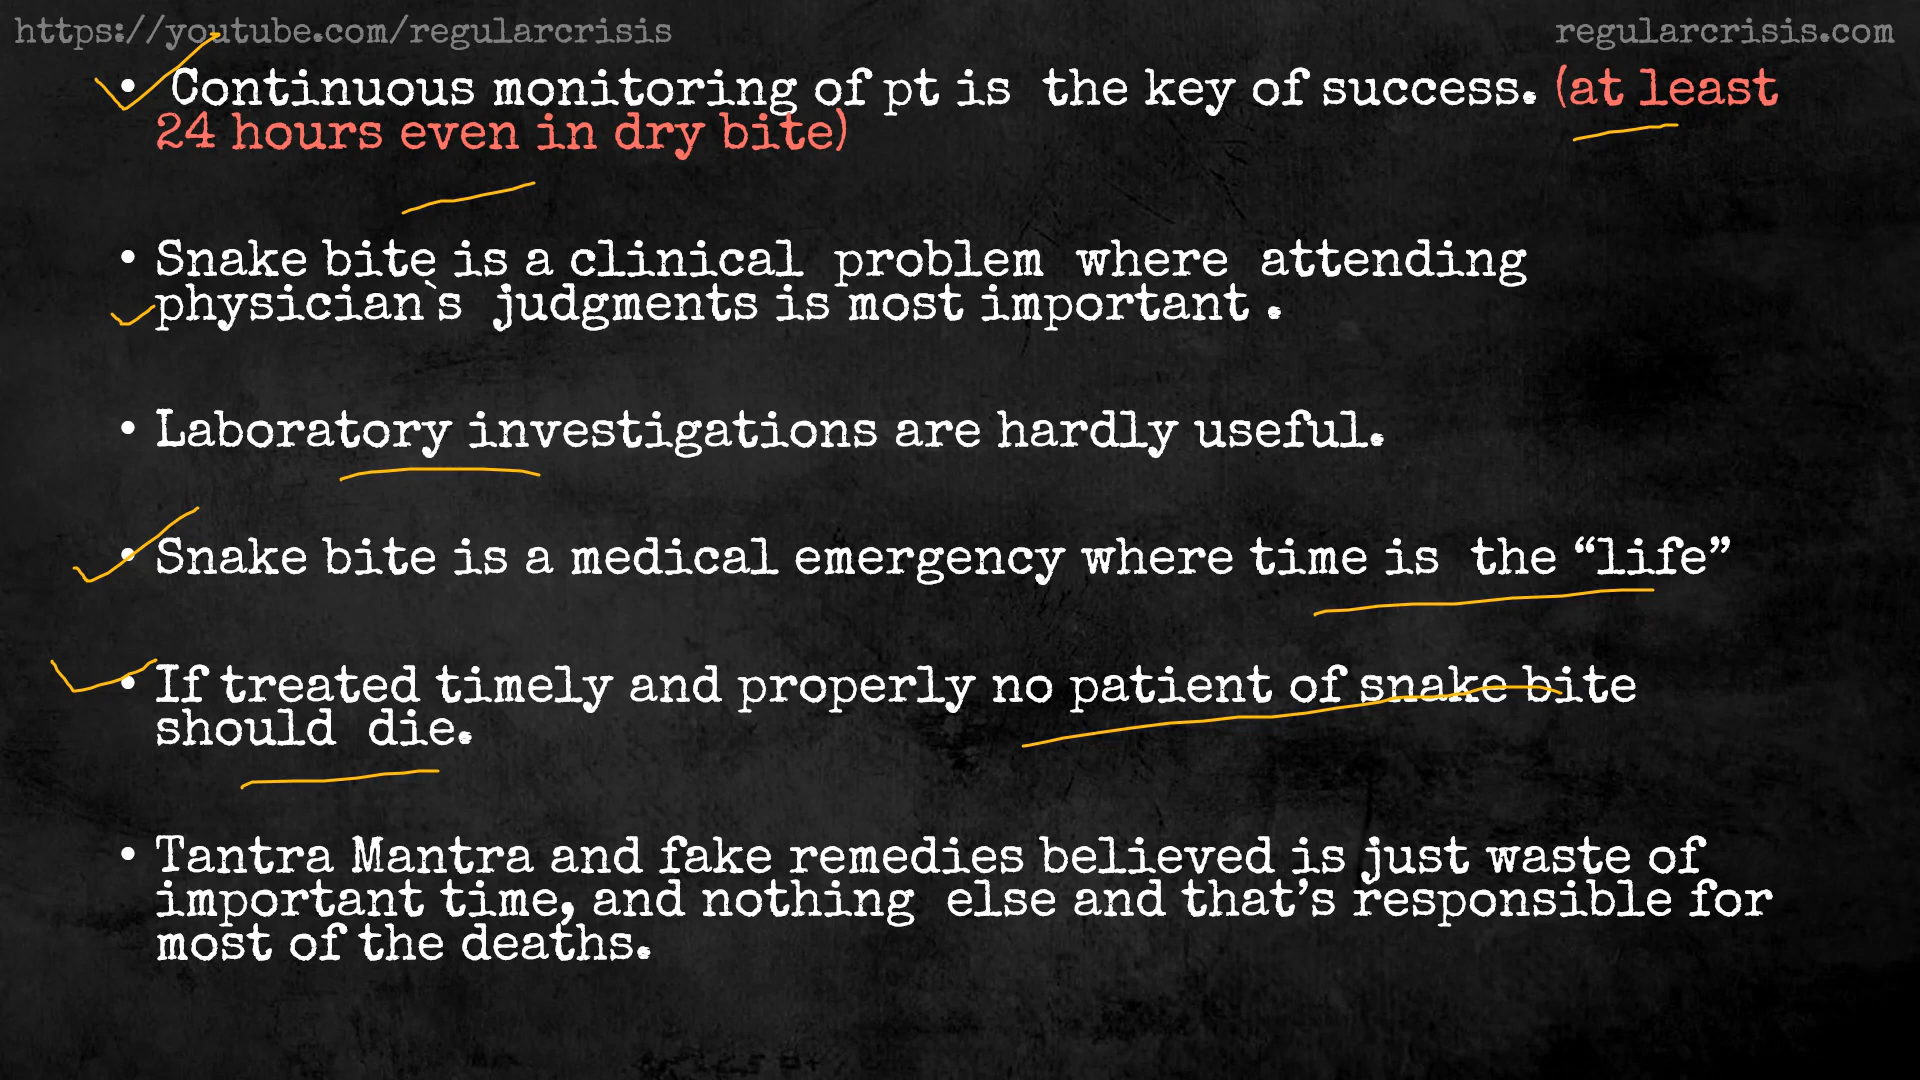 https://youtube.com/regularcrisis
regularcrisis.com
• Continuous monitoring of pt is the key of success. (at least
24 hours even in dry bite)
• Snake bite is a clinical problem where attending
physician`s judgments is most important .
• Laboratory investigations are hardly useful.
• Snake bite is a medical emergency where time is the “life”
• If treated timely and properly no patient of snake bite
should die.
• Tantra Mantra and fake remedies believed is just waste of
important time, and nothing else and that’s responsible for
most of the deaths.